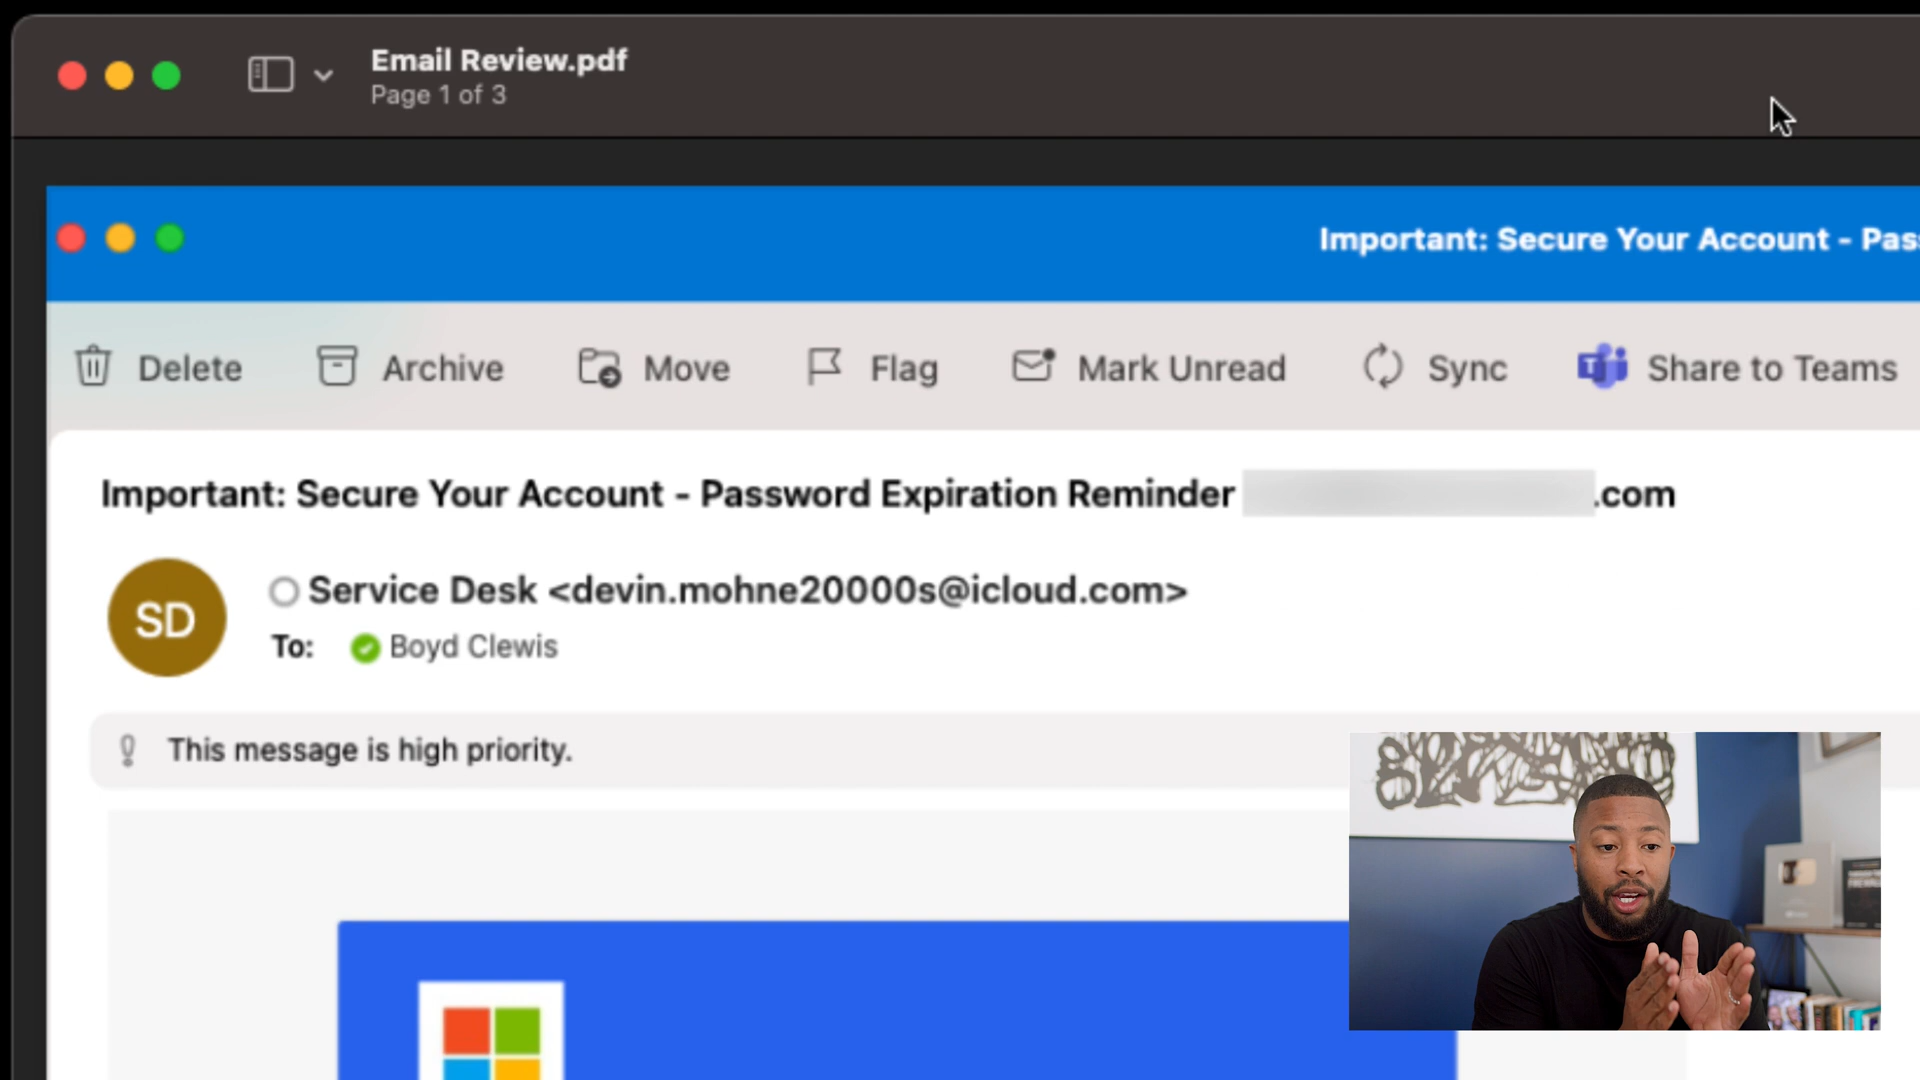 Email Review.pdf
Page 1 of 3
Important: Secure Your Account - Pas
Delete Archive Move Flag Mark Unread Sync Share to Teams
Important: Secure Your Account - Password Expiration Reminder .com
SD
Service Desk <devin.mohne20000s@icloud.com>
To: Boyd Clewis
This message is high priority.